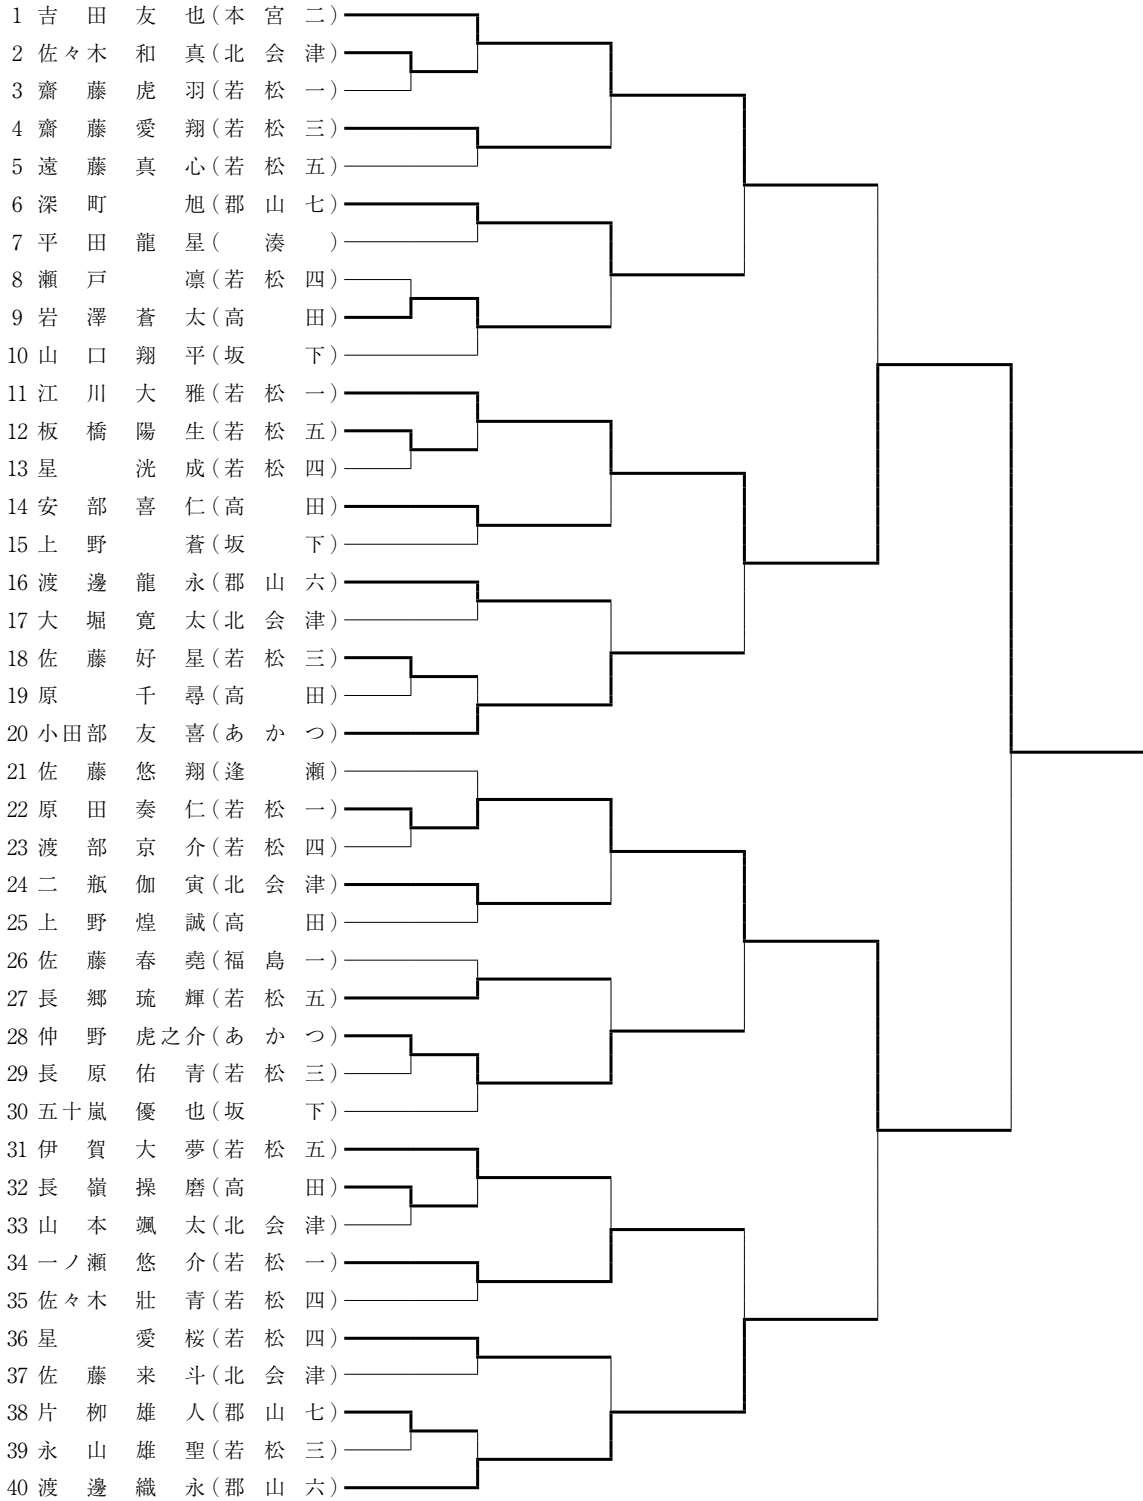 1 吉田友也(本宮二)
2 佐々木和真(北会津)
3 齋藤虎羽(若松一)
4 齋藤愛翔(若松三)
5 遠藤真心(若松五)
6 深町旭(郡山七)
7 平田龍星(湊)
8 瀬戸凛(若松四)
9 岩澤蒼太(高田)
10 山口翔平(坂下)
11 江川大雅(若松一)
12 板橋陽生(若松五)
13 星洸成(若松四)
14 安部喜仁(高田)
15 上野蒼(坂下)
16 渡邊龍永(郡山六)
17 大堀寛太(北会津)
18 佐藤好星(若松三)
19 原千尋(高田)
20 小田部友喜(あかつ)
21 佐藤悠翔(逢瀬)
22 原田奏仁(若松一)
23 渡部京介(若松四)
24 二瓶伽寅(北会津)
25 上野煌誠(高田)
26 佐藤春堯(福島一)
27 長郷琉輝(若松五)
28 仲野虎之介(あかつ)
29 長原佑青(若松三)
30 五十嵐優也(坂下)
31 伊賀大夢(若松五)
32 長嶺操磨(高田)
33 山本颯太(北会津)
34 一ノ瀬悠介(若松一)
35 佐々木壯青(若松四)
36 星愛桜(若松四)
37 佐藤来斗(北会津)
38 片栁雄人(郡山七)
39 永山雄聖(若松三)
40 渡邊織永(郡山六)